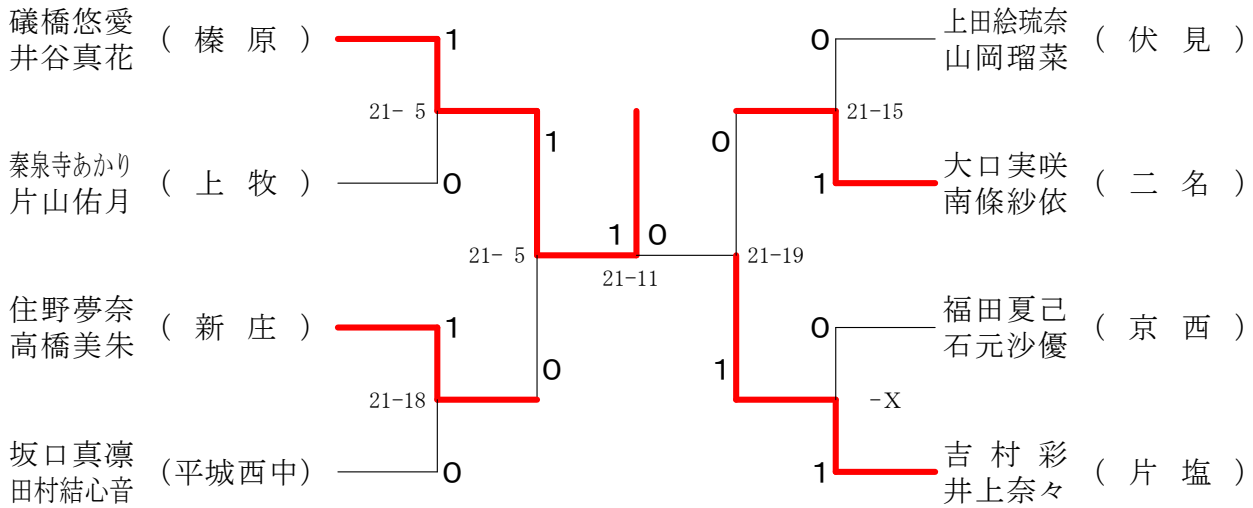 礒橋悠愛
井谷真花
( 榛 原 )
1
21- 5
秦泉寺あかり
片山佑月
( 上 牧 )
0
1
21- 5
住野夢奈
高橋美朱
( 新 庄 )
1
21-18
0
坂口真凛
田村結心音
(平城西中)
0
1 0
21-11
0
上田絵琉奈
山岡瑠菜
( 伏 見 )
21-15
0
1
大口実咲
南條紗依
( 二 名 )
21-19
0
福田夏己
石元沙優
( 京 西 )
1
-X
1
吉 村 彩
井上奈々
( 片 塩 )